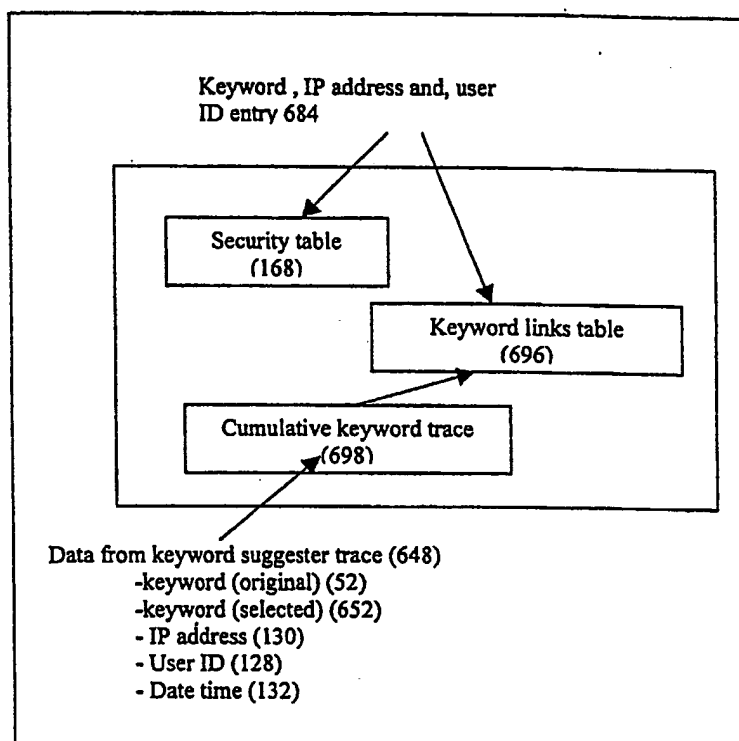 Keyword , IP address and, user
ID entry 684
Security table
(168)
Keyword links table
(696)
Cumulative keyword trace
(698)
Data from keyword suggester trace (648)
-keyword (original) (52)
-keyword (selected) (652)
- IP address (130)
- User ID (128)
- Date time (132)